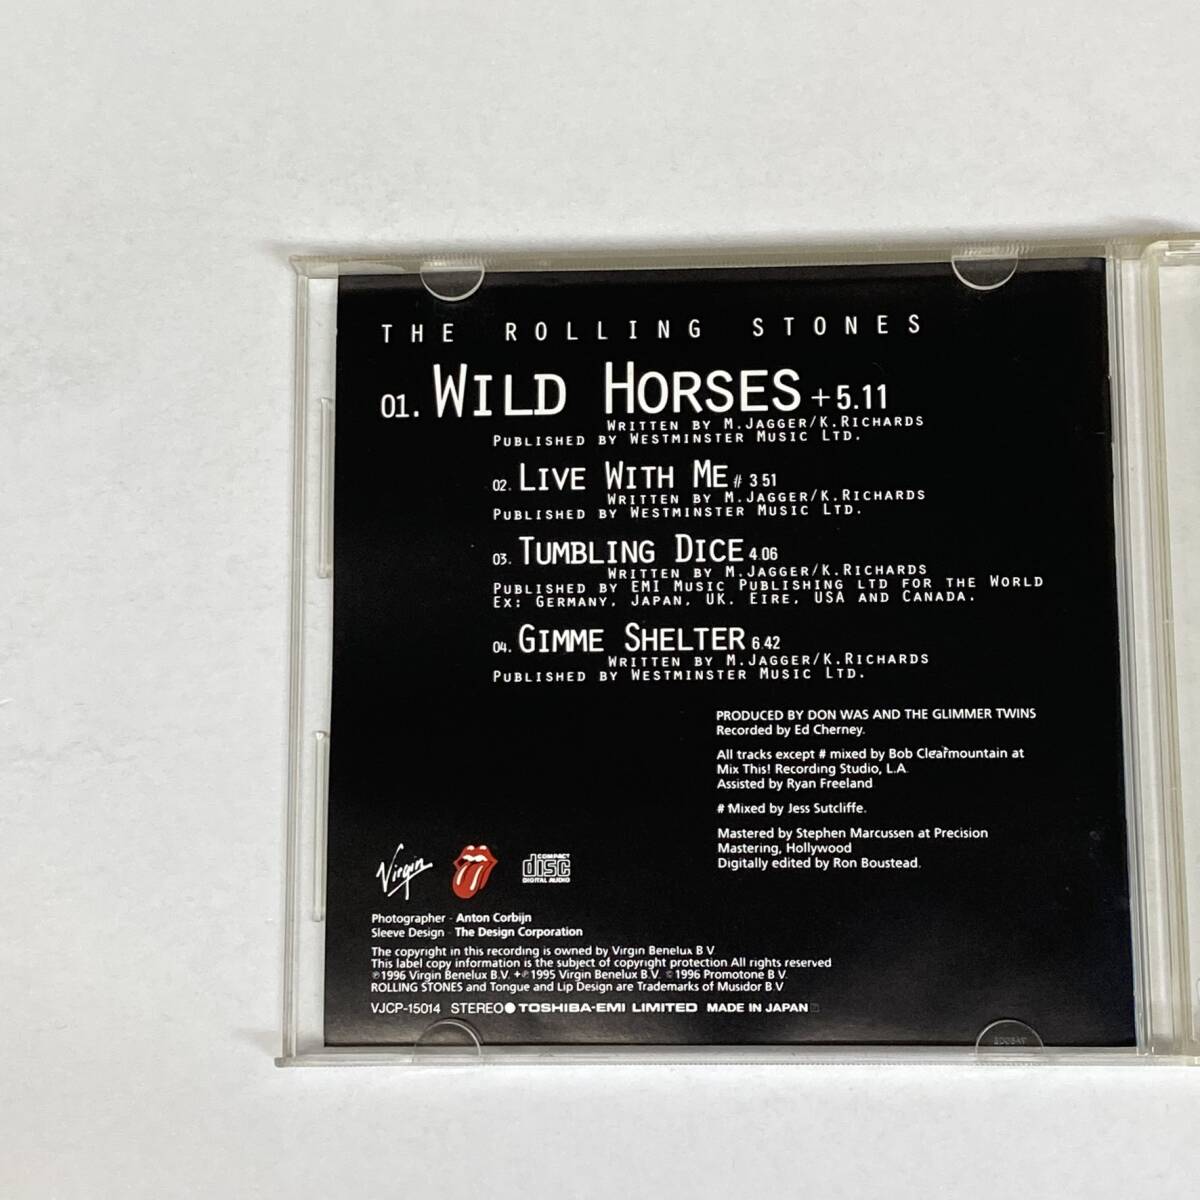 THE ROLLING STONES
01. WILD HORSES + 5.11
WRITTEN BY M.JAGGER/K.RICHARDS
PUBLISHED BY WESTMINSTER MUSIC LTD.
02. LIVE WITH ME # 3 51
WRITTEN BY M.JAGGER/K.RICHARDS
PUBLISHED BY WESTMINSTER MUSIC LTD.
03. TUMBLING DICE 4.06
WRITTEN BY M.JAGGER/K.RICHARDS
PUBLISHED BY EMI MUSIC PUBLISHING LTD FOR THE WORLD
EX: GERMANY, JAPAN, UK, EIRE, USA AND CANADA.
04. GIMME SHELTER 6.42
WRITTEN BY M.JAGGER/K.RICHARDS
PUBLISHED BY WESTMINSTER MUSIC LTD.
PRODUCED BY DON WAS AND THE GLIMMER TWINS
Recorded by Ed Cherney.
All tracks except # mixed by Bob Clearmountain at
Mix This! Recording Studio, L.A.
Assisted by Ryan Freeland
# Mixed by Jess Sutcliffe.
Mastered by Stephen Marcussen at Precision
Mastering, Hollywood
Digitally edited by Ron Boustead.
Virgin
COMPACT
disc
DIGITAL AUDIO
Photographer - Anton Corbijn
Sleeve Design - The Design Corporation
The copyright in this recording is owned by Virgin Benelux B V
This label copy information is the subject of copyright protection All rights reserved
℗1996 Virgin Benelux B.V. +℗1995 Virgin Benelux B.V. ©1996 Promotone B V
ROLLING STONES and Tongue and Lip Design are Trademarks of Musidor B V
VJCP-15014 STEREO●TOSHIBA-EMI LIMITED MADE IN JAPAN